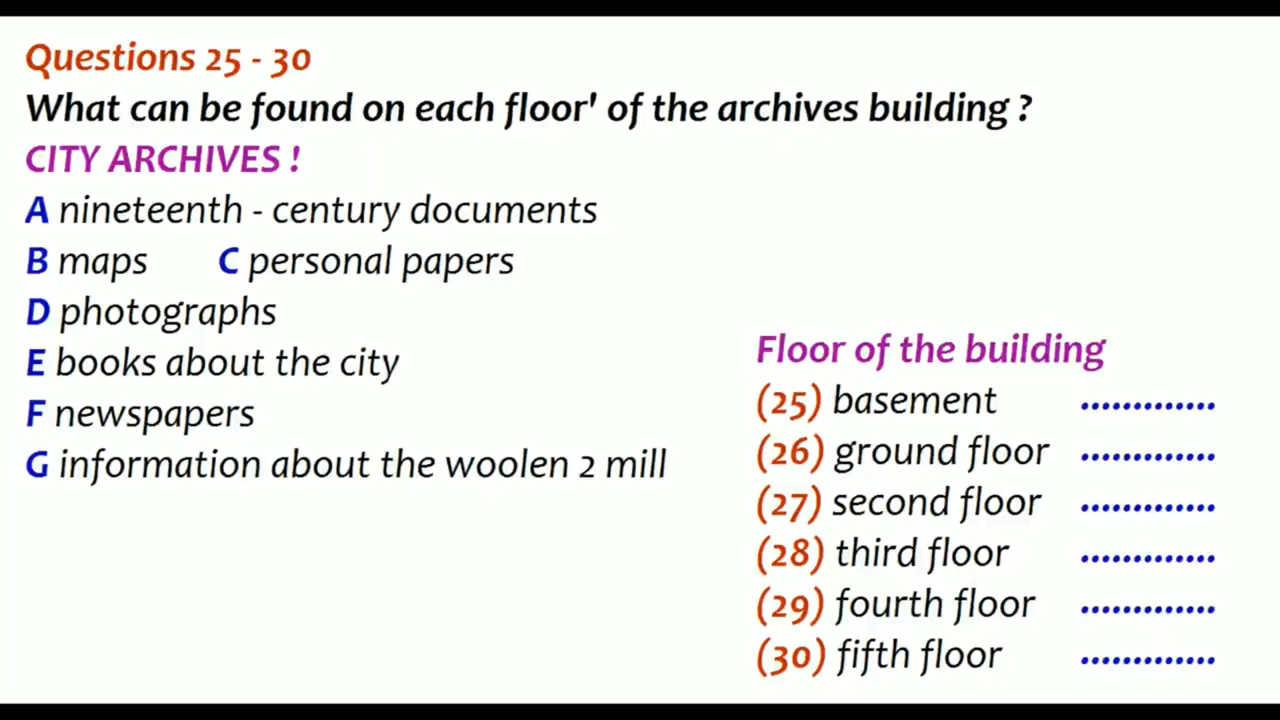 Questions 25 - 30
What can be found on each floor' of the archives building ?
CITY ARCHIVES !
A nineteenth - century documents
B maps C personal papers
D photographs
E books about the city
F newspapers
G information about the woolen 2 mill
Floor of the building
(25) basement .............
(26) ground floor .............
(27) second floor .............
(28) third floor .............
(29) fourth floor .............
(30) fifth floor .............